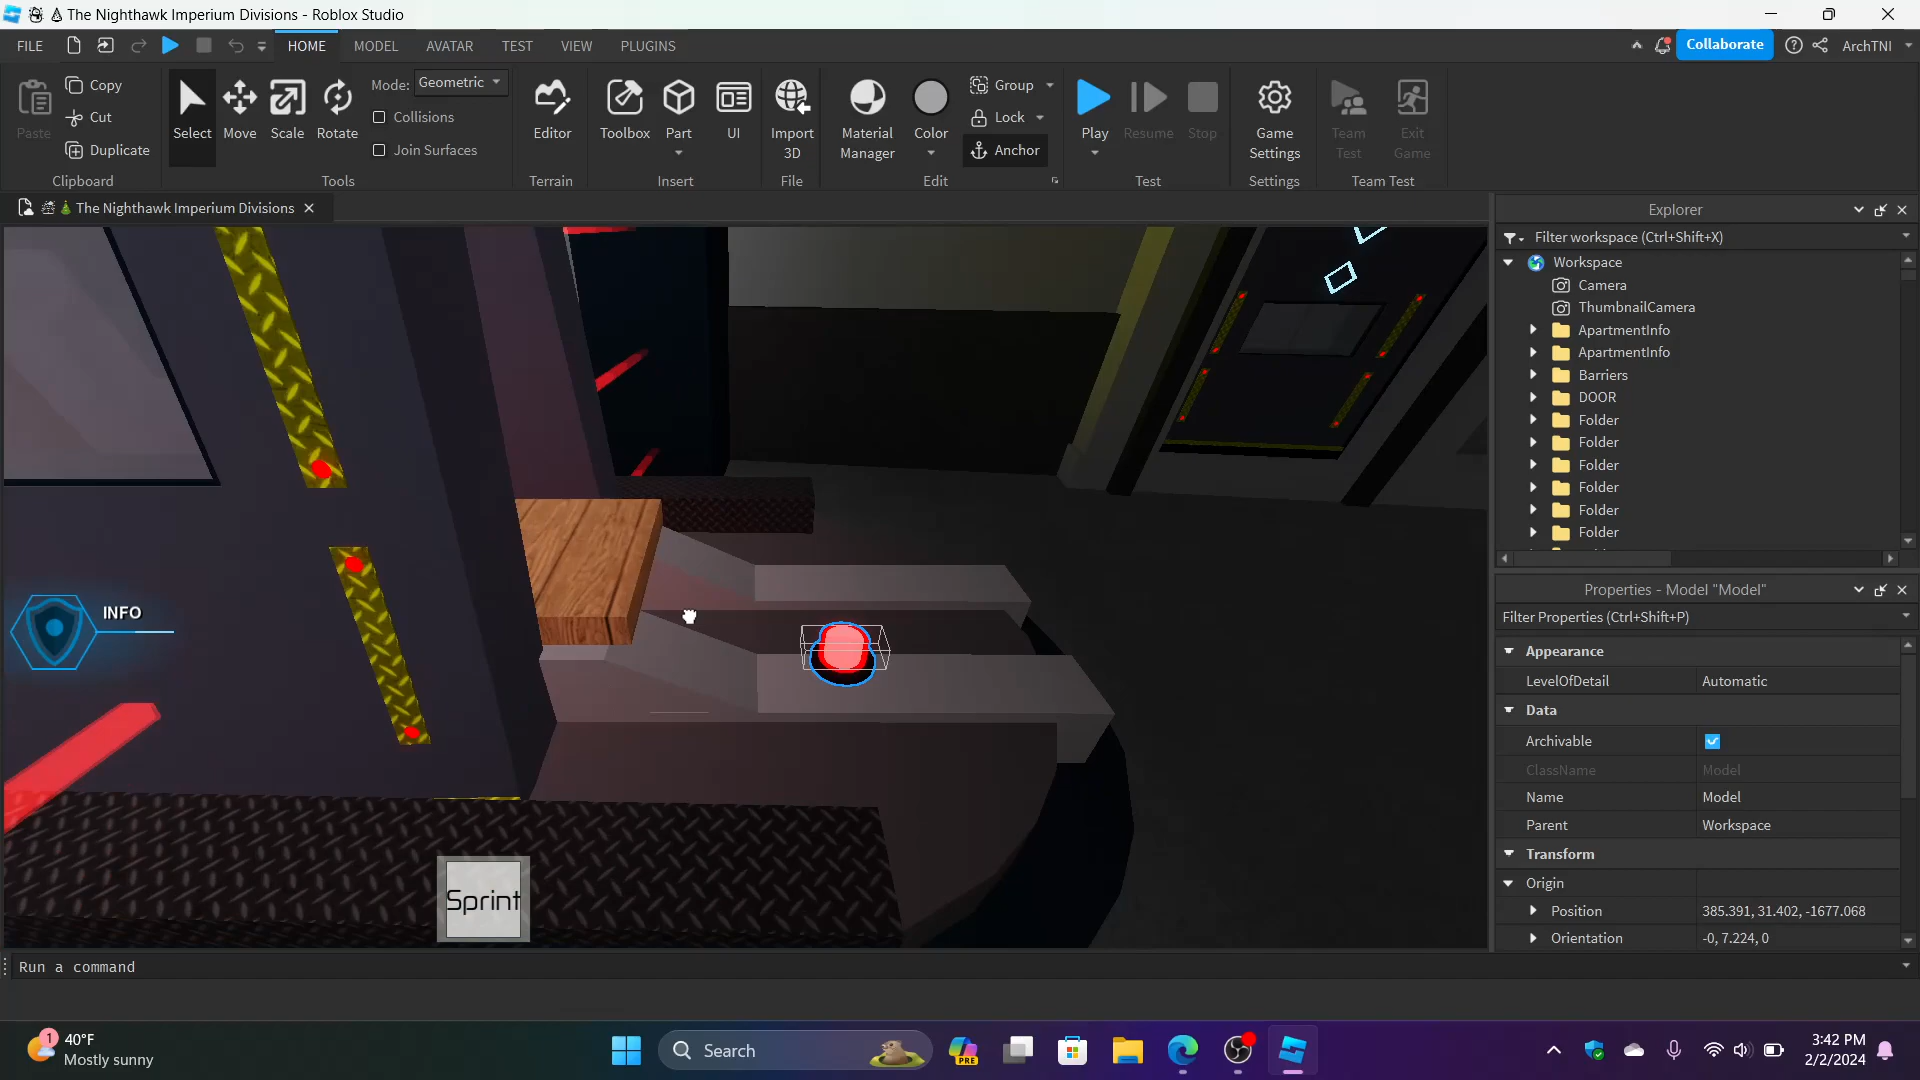 The Nighthawk Imperium Divisions - Roblox Studio
FILE
HOME
MODEL
AVATAR
TEST
VIEW
PLUGINS
Collaborate
ArchTNI
Paste
Copy
Cut
Duplicate
Clipboard
Select
Move
Scale
Rotate
Mode:
Geometric
Collisions
Join Surfaces
Tools
Editor
Terrain
Toolbox
Part
UI
Insert
Import
3D
File
Material
Manager
Color
Group
Lock
Anchor
Edit
Play
Resume
Stop
Test
Game
Settings
Settings
Team
Test
Exit
Game
Team Test
The Nighthawk Imperium Divisions
INFO
Sprint
Explorer
Filter workspace (Ctrl+Shift+X)
Workspace
Camera
ThumbnailCamera
ApartmentInfo
ApartmentInfo
Barriers
DOOR
Folder
Folder
Folder
Folder
Folder
Folder
Properties - Model "Model"
Filter Properties (Ctrl+Shift+P)
Appearance
LevelOfDetail Automatic
Data
Archivable
ClassName Model
Name Model
Parent Workspace
Transform
Origin
Position 385.391, 31.402, -1677.068
Orientation -0, 7.224, 0
Run a command
1
40°F
Mostly sunny
Search
PRE
3:42 PM
2/2/2024